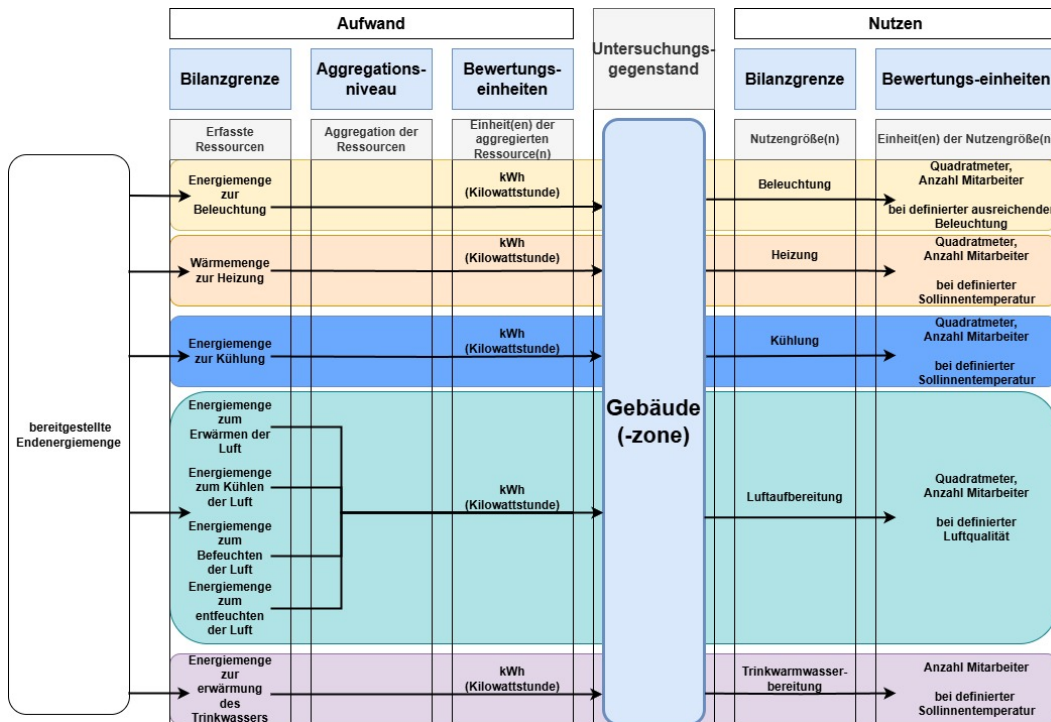 Aufwand
Nutzen
Untersuchungs-
gegenstand
Bilanzgrenze
Aggregations-
niveau
Bewertungs-
einheiten
Bilanzgrenze
Bewertungs-einheiten
Erfasste
Ressourcen
Aggregation der
Ressourcen
Einheit(en) der
aggregierten
Ressource(n)
Nutzengröße(n)
Einheit(en) der Nutzengröße(n)
bereitgestellte
Endenergiemenge
Gebäude
(-zone)
Energiemenge
zur
Beleuchtung
kWh
(Kilowattstunde)
Beleuchtung
Quadratmeter,
Anzahl Mitarbeiter
bei definierter ausreichender
Beleuchtung
Wärmemenge
zur Heizung
kWh
(Kilowattstunde)
Heizung
Quadratmeter,
Anzahl Mitarbeiter
bei definierter
Sollinnentemperatur
Energiemenge
zur Kühlung
kWh
(Kilowattstunde)
Kühlung
Quadratmeter,
Anzahl Mitarbeiter
bei definierter
Sollinnentemperatur
Energiemenge
zum
Erwärmen der
Luft
Energiemenge
zum Kühlen
der Luft
Energiemenge
zum
Befeuchten
der Luft
Energiemenge
zum
entfeuchten
der Luft
kWh
(Kilowattstunde)
Luftaufbereitung
Quadratmeter,
Anzahl Mitarbeiter
bei definierter
Luftqualität
Energiemenge
zur
erwärmung
des
Trinkwassers
kWh
(Kilowattstunde)
Trinkwarmwasser-
bereitung
Anzahl Mitarbeiter
bei definierter
Sollinnentemperatur